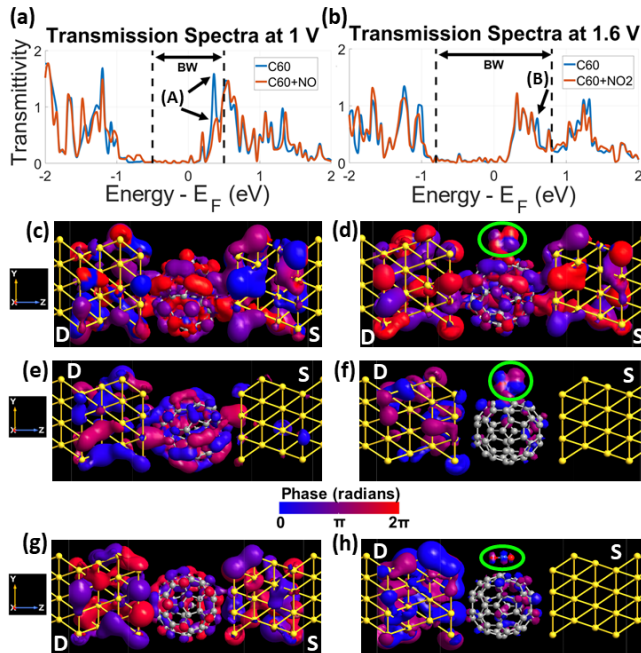 (a)
Transmission Spectra at 1 V
Transmittivity
2
1
0
BW
C60
C60+NO
(A)
-2
-1
0
1
2
Energy - E_F (eV)
(b)
Transmission Spectra at 1.6 V
2
1
0
BW
C60
C60+NO2
(B)
-2
-1
0
1
2
Energy - E_F (eV)
(c)
Y
X
Z
D
S
(d)
D
S
(e)
Y
X
Z
D
S
(f)
D
S
Phase (radians)
0
π
2π
(g)
Y
X
Z
D
S
(h)
D
S